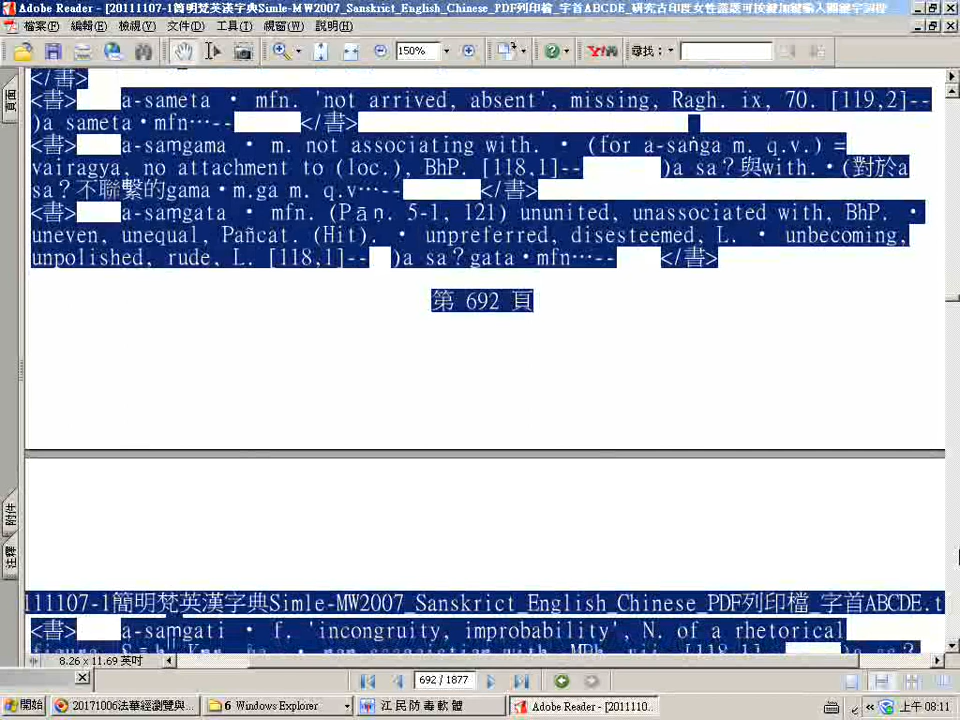 Adobe Reader - [20111107-1簡明梵英漢字典Simle-MW2007_Sanskrict_English_Chinese_PDF列印檔_字首ABCDE_研究古印度女性
檔案(F) 編輯(E) 檢視(V) 文件(D) 工具(T) 視窗(W) 說明(H)
150% Y! 尋找:
頁面
</書>
<書> a-sameta • mfn. 'not arrived, absent', missing, Ragh. ix, 70. [119,2]--
)a sameta•mfn…-- </書>
<書> a-saṃgama • m. not associating with. • (for a-saṅga m. q.v.) =
vairagya, no attachment to (loc.), BhP. [118,1]-- )a sa？與with.•(對於a
sa？不聯繫的gama•m.ga m. q.v…-- </書>
<書> a-saṃgata • mfn. (Pāṇ. 5-1, 121) ununited, unassociated with, BhP. •
uneven, unequal, Pañcat. (Hit). • unpreferred, disesteemed, L. • unbecoming,
unpolished, rude, L. [118,1]-- )a sa？gata•mfn…-- </書>
第 692 頁
附件
注釋
111107-1簡明梵英漢字典Simle-MW2007_Sanskrict_English_Chinese_PDF列印檔_字首ABCDE.t
<書> a-saṃgati • f. 'incongruity, improbability', N. of a rhetorical
8.26 x 11.69 英吋
692 / 1877
開始 20171006法華經瀏覽與... 6 Windows Explorer 江民防毒軟體 Adobe Reader - [2011110... 上午 08:11